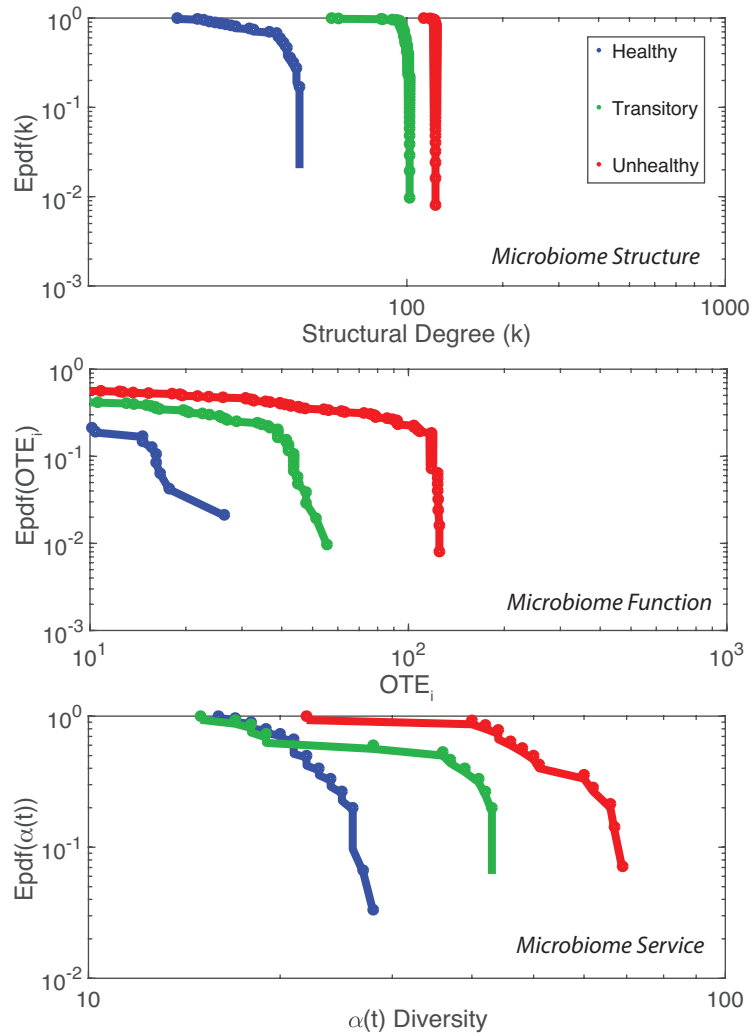 10^0
10^-1
10^-2
10^-3
Epdf(k)
Healthy
Transitory
Unhealthy
Microbiome Structure
100
1000
Structural Degree (k)
10^0
10^-1
10^-2
10^-3
Epdf(OTE_i)
Microbiome Function
10^1
10^2
10^3
OTE_i
10^0
10^-1
10^-2
Epdf(α(t))
Microbiome Service
10
100
α(t) Diversity